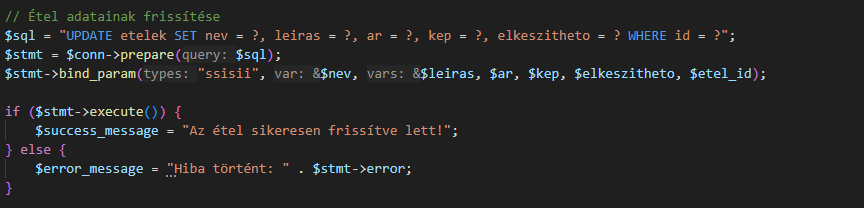 // Étel adatainak frissítése
$sql = "UPDATE etelek SET nev = ?, leiras = ?, ar = ?, kep = ?, elkeszitheto = ? WHERE id = ?";
$stmt = $conn->prepare(query: $sql);
$stmt->bind_param(types: "ssisii", var: &$nev, vars: &$leiras, $ar, $kep, $elkeszitheto, $etel_id);

if ($stmt->execute()) {
    $success_message = "Az étel sikeresen frissítve lett!";
} else {
    $error_message = "Hiba történt: " . $stmt->error;
}